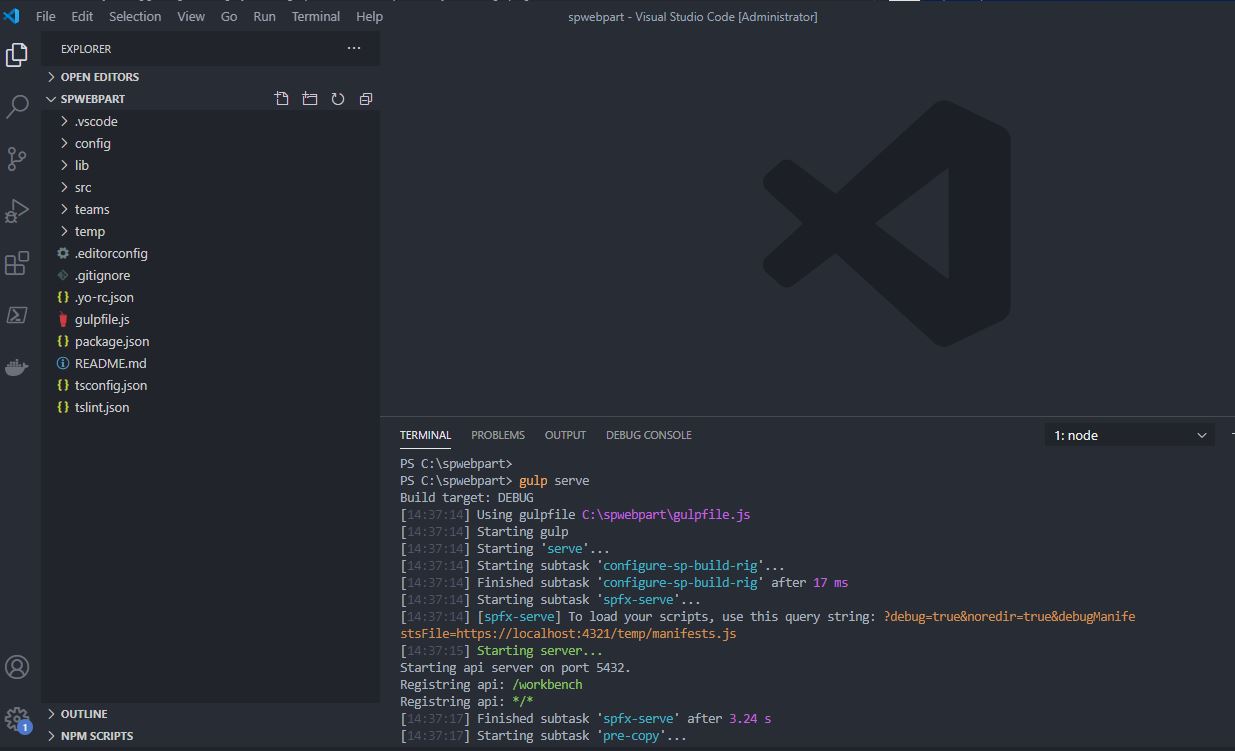 File Edit Selection View Go Run Terminal Help
spwebpart - Visual Studio Code [Administrator]
EXPLORER
OPEN EDITORS
SPWEBPART
.vscode
config
lib
src
teams
temp
.editorconfig
.gitignore
.yo-rc.json
gulpfile.js
package.json
README.md
tsconfig.json
tslint.json
OUTLINE
NPM SCRIPTS
1
TERMINAL PROBLEMS OUTPUT DEBUG CONSOLE
1: node
PS C:\spwebpart>
PS C:\spwebpart> gulp serve
Build target: DEBUG
[14:37:14] Using gulpfile C:\spwebpart\gulpfile.js
[14:37:14] Starting gulp
[14:37:14] Starting 'serve'...
[14:37:14] Starting subtask 'configure-sp-build-rig'...
[14:37:14] Finished subtask 'configure-sp-build-rig' after 17 ms
[14:37:14] Starting subtask 'spfx-serve'...
[14:37:14] [spfx-serve] To load your scripts, use this query string: ?debug=true&noredir=true&debugManife
stsFile=https://localhost:4321/temp/manifests.js
[14:37:15] Starting server...
Starting api server on port 5432.
Registring api: /workbench
Registring api: */*
[14:37:17] Finished subtask 'spfx-serve' after 3.24 s
[14:37:17] Starting subtask 'pre-copy'...